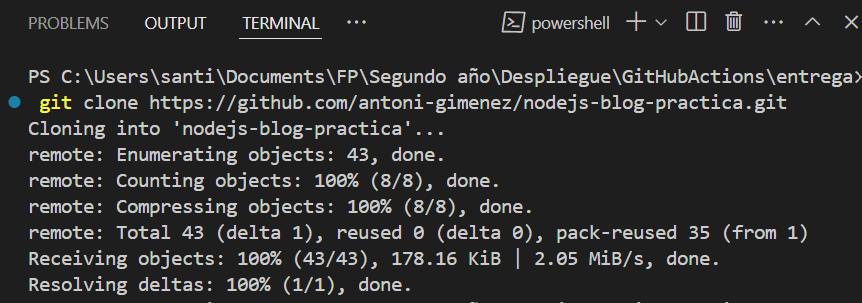 PROBLEMS OUTPUT TERMINAL ... powershell
PS C:\Users\santi\Documents\FP\Segundo año\Despliegue\GitHubActions\entrega>
git clone https://github.com/antoni-gimenez/nodejs-blog-practica.git
Cloning into 'nodejs-blog-practica'...
remote: Enumerating objects: 43, done.
remote: Counting objects: 100% (8/8), done.
remote: Compressing objects: 100% (8/8), done.
remote: Total 43 (delta 1), reused 0 (delta 0), pack-reused 35 (from 1)
Receiving objects: 100% (43/43), 178.16 KiB | 2.05 MiB/s, done.
Resolving deltas: 100% (1/1), done.